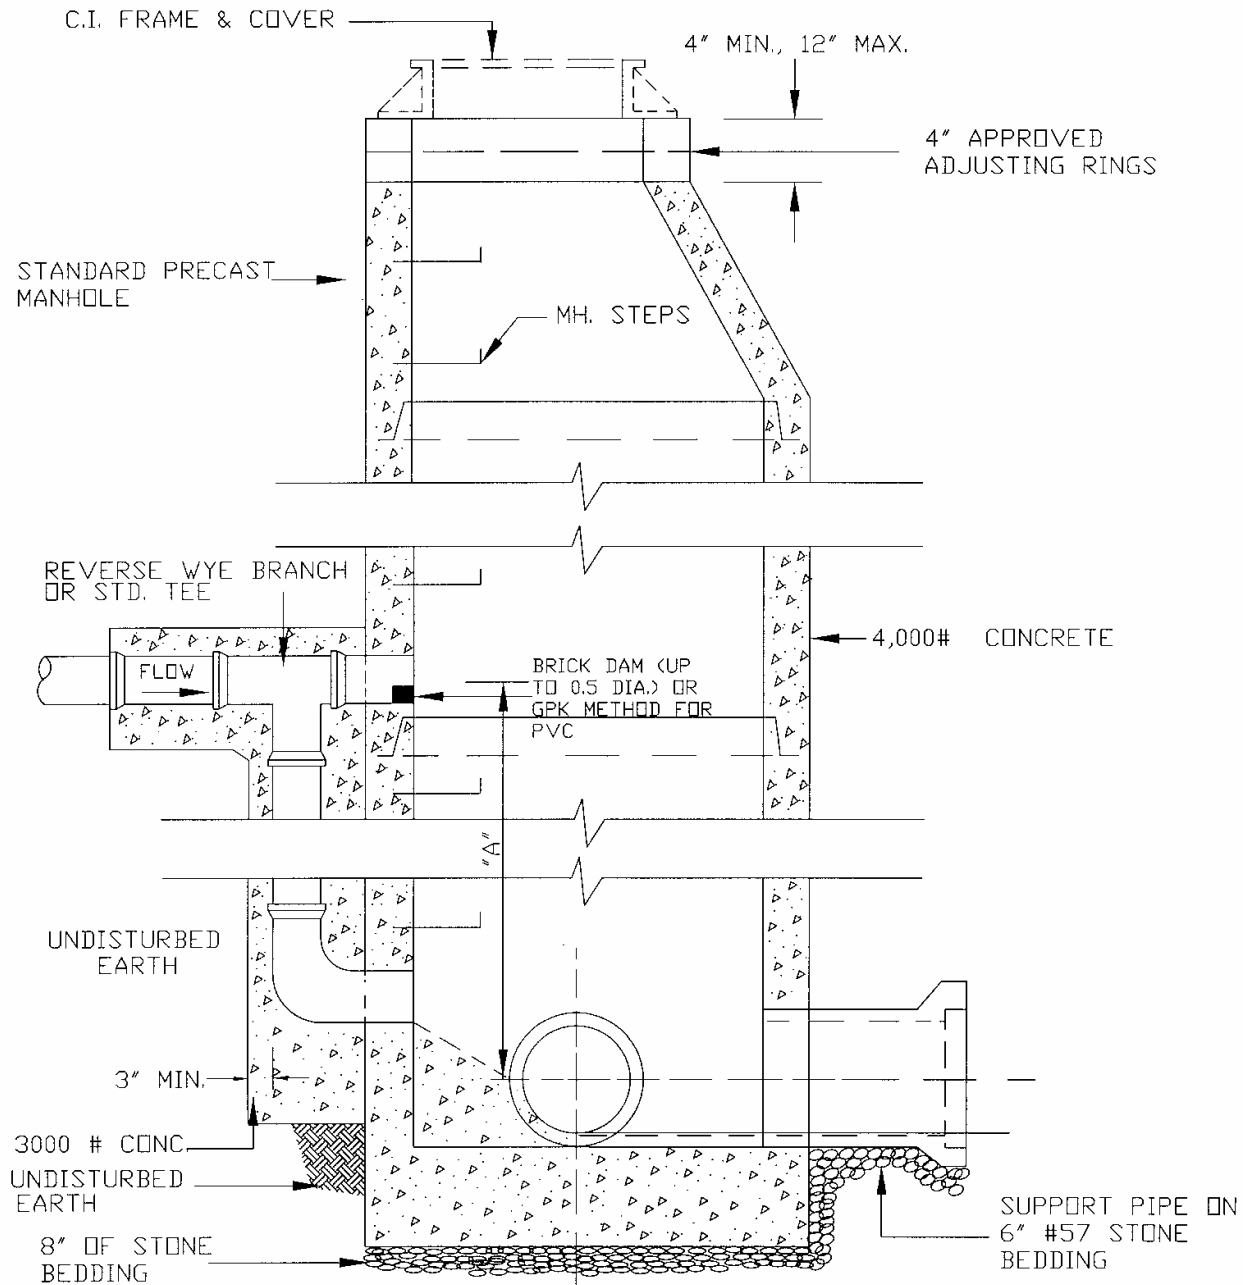 C.I. FRAME & COVER
4" MIN., 12" MAX.
4" APPROVED
ADJUSTING RINGS
STANDARD PRECAST
MANHOLE
MH. STEPS
REVERSE WYE BRANCH
OR STD. TEE
FLOW
BRICK DAM (UP
TO 0.5 DIA.) OR
GPK METHOD FOR
PVC
4,000# CONCRETE
"A"
UNDISTURBED
EARTH
3" MIN.
3000 # CONC.
UNDISTURBED
EARTH
8" OF STONE
BEDDING
SUPPORT PIPE ON
6" #57 STONE
BEDDING